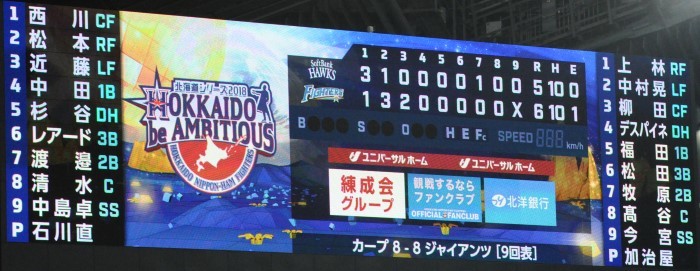 1 西川 CF
2 松本 RF
3 近藤 LF
4 中田 1B
5 杉谷 DH
6 レアード 3B
7 渡邉 2B
8 清水 C
9 中島卓 SS
P 石川直
北海道シリーズ2018
HOKKAIDO
be AMBITIOUS
HOKKAIDO NIPPON-HAM FIGHTERS
1 2 3 4 5 6 7 8 9 R H E
SoftBank HAWKS 3 1 0 0 0 0 1 0 0 5 10 0
FIGHTERS 1 3 2 0 0 0 0 0 X 6 10 1
B S O H E Fc SPEED km/h
ユニバーサル ホーム ユニバーサル ホーム
練成会
グループ
観戦するなら
ファンクラブ
OFFICIAL FANCLUB
北洋銀行
カープ 8 - 8 ジャイアンツ [9回表]
1 上林 RF
2 中村晃 LF
3 柳田 CF
4 デスパイネ DH
5 福田 1B
6 松田 3B
7 牧原 2B
8 髙谷 C
9 今宮 SS
P 加治屋